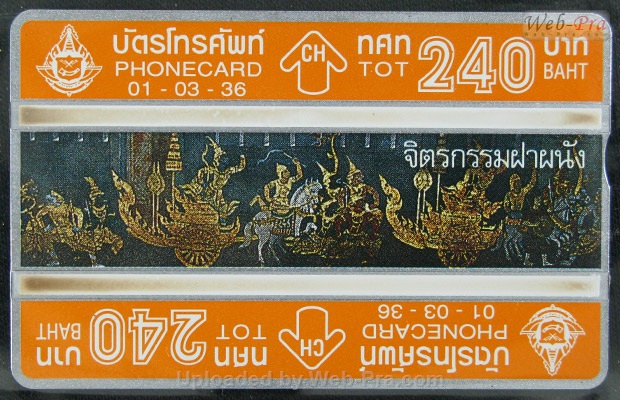 Web-Pra
บัตรโทรศัพท์ CH ทศท 240 บาท
PHONECARD TOT BAHT
01 - 03 - 36
จิตรกรรมฝาผนัง
01 - 03 - 36
PHONECARD CH TOT 240 BAHT
บัตรโทรศัพท์ ทศท บาท
Uploaded by Web-Pra.com